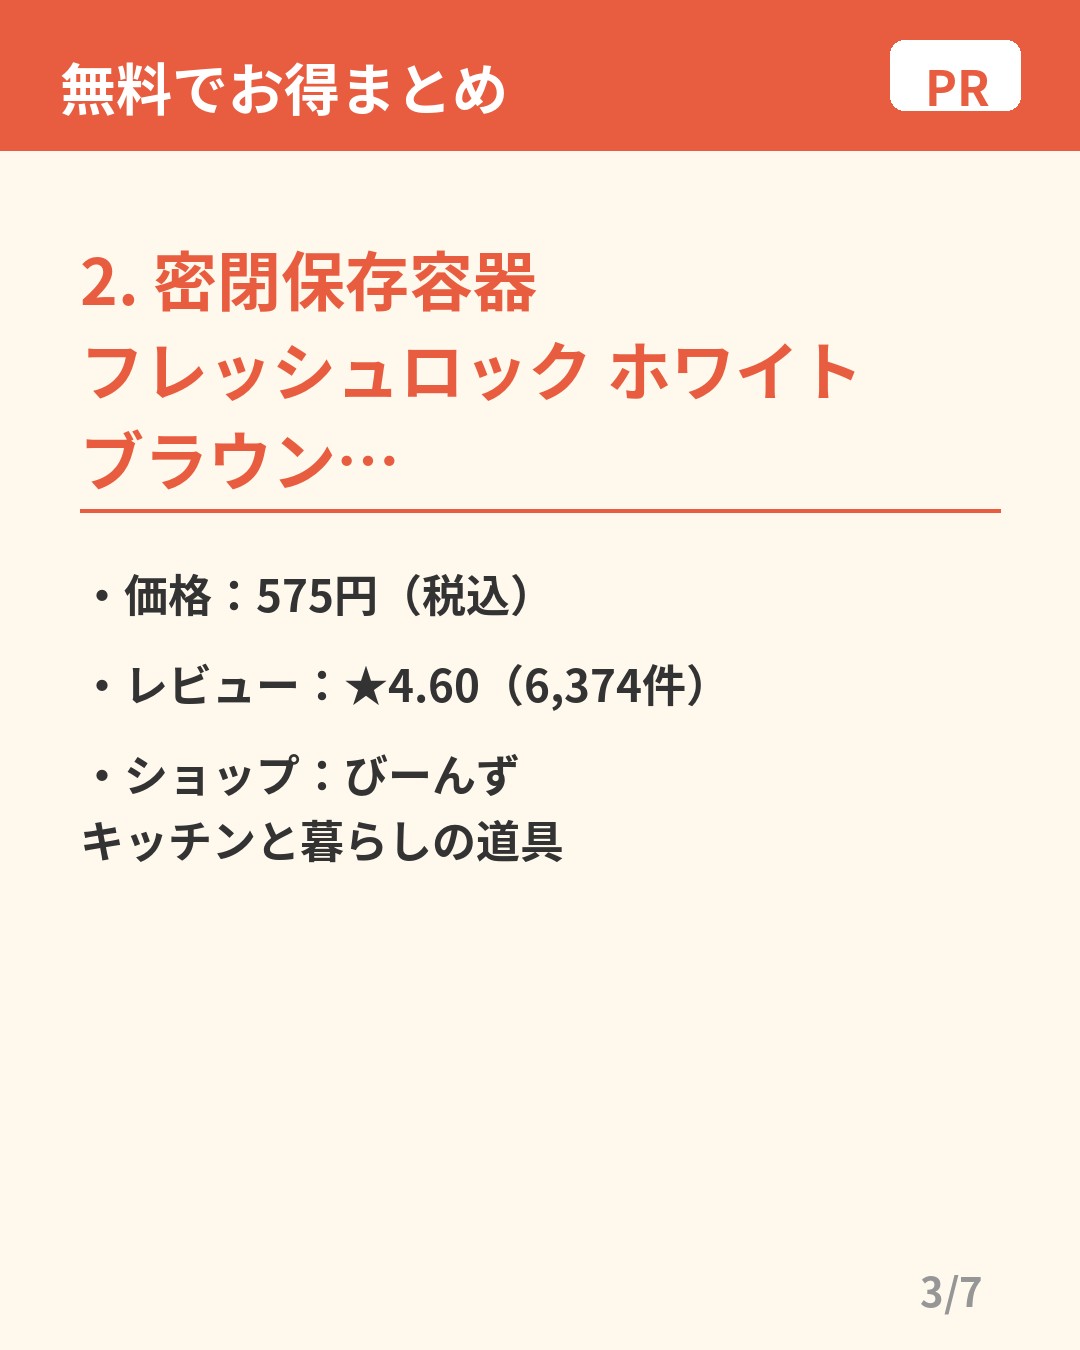 無料でお得まとめ
PR
2. 密閉保存容器
フレッシュロック ホワイト
ブラウン…
・価格：575円（税込）
・レビュー：★4.60（6,374件）
・ショップ：びーんず
キッチンと暮らしの道具
3/7